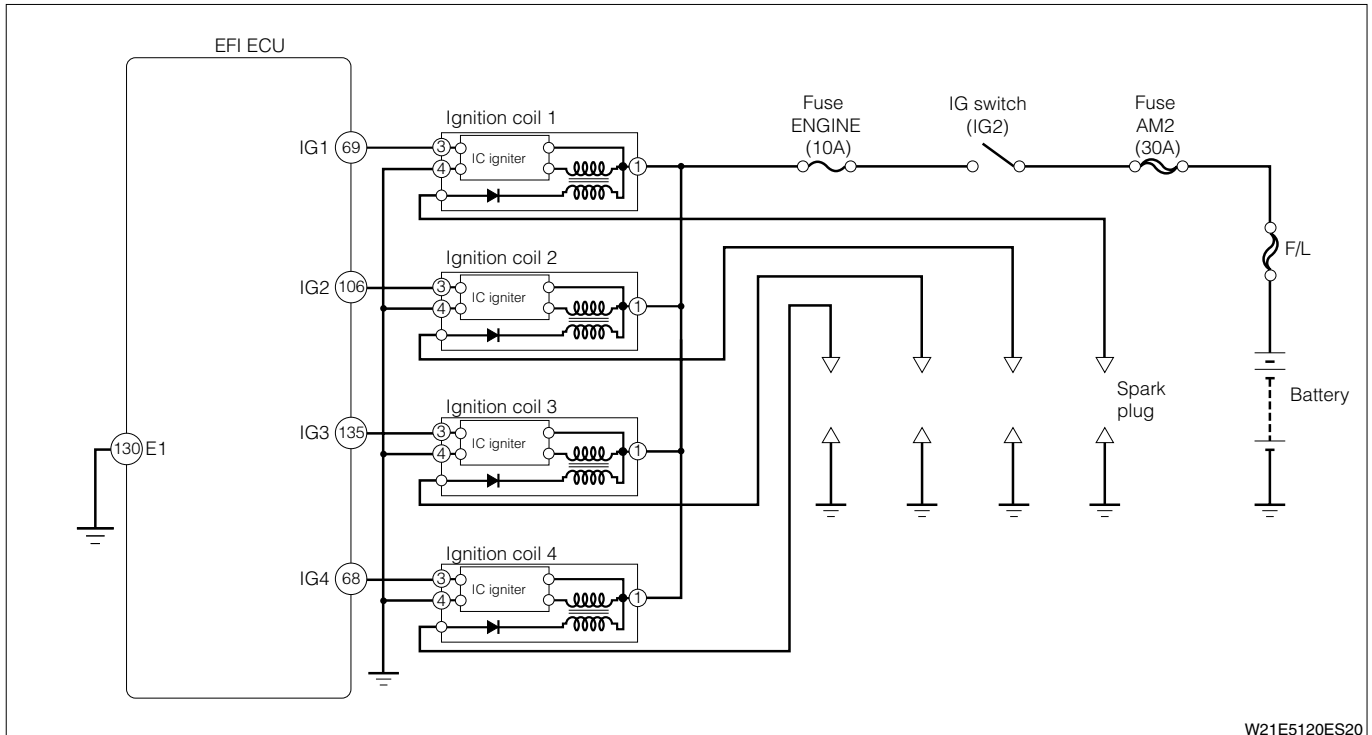 EFI ECU
Ignition coil 1
Fuse
ENGINE
(10A)
IG switch
(IG2)
Fuse
AM2
(30A)
IG1 69
3
IC igniter
4
1
F/L
Ignition coil 2
IG2 106
3
IC igniter
4
1
Spark
plug
Battery
Ignition coil 3
IG3 135
3
IC igniter
4
1
130 E1
Ignition coil 4
IG4 68
3
IC igniter
4
1
W21E5120ES20